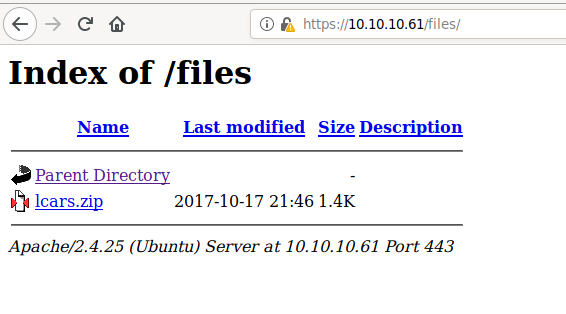 https://10.10.10.61/files/
Index of /files
Name Last modified Size Description
Parent Directory -
lcars.zip 2017-10-17 21:46 1.4K
Apache/2.4.25 (Ubuntu) Server at 10.10.10.61 Port 443